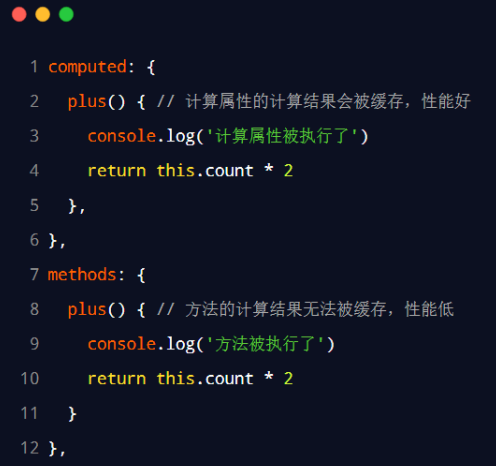 1 computed: {
2 plus() { // 计算属性的计算结果会被缓存，性能好
3 console.log('计算属性被执行了')
4 return this.count * 2
5 },
6 },
7 methods: {
8 plus() { // 方法的计算结果无法被缓存，性能低
9 console.log('方法被执行了')
10 return this.count * 2
11 }
12 },